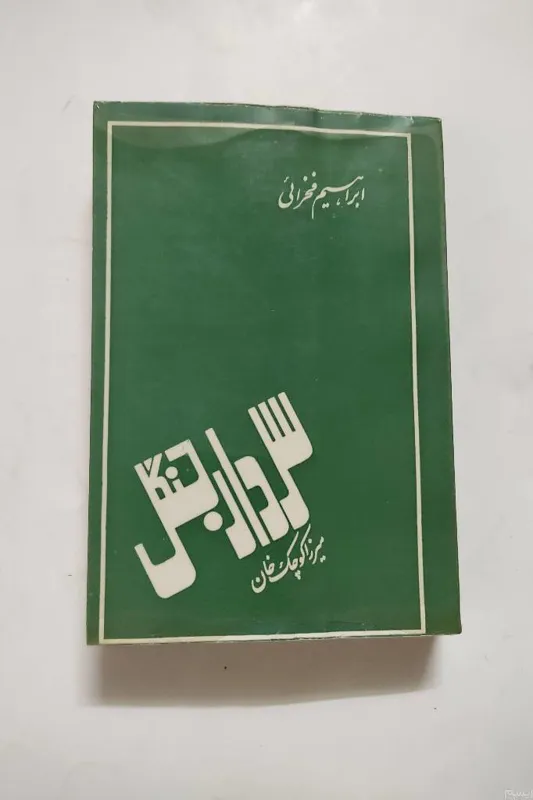 ابراهیم فخرائی
سردار جنگل
میرزا کوچک خان